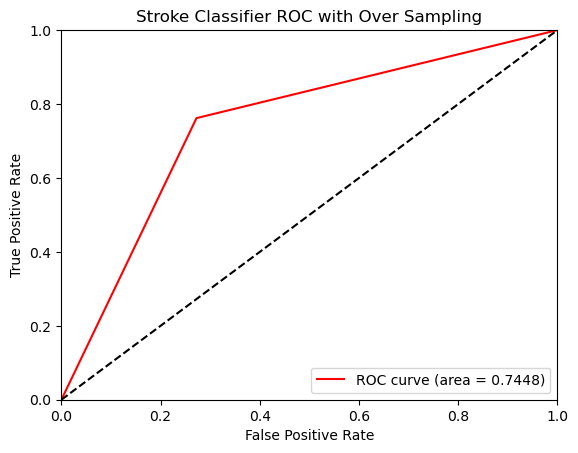 Stroke Classifier ROC with Over Sampling
True Positive Rate
1.0
0.8
0.6
0.4
0.2
0.0
ROC curve (area = 0.7448)
0.0 0.2 0.4 0.6 0.8 1.0
False Positive Rate